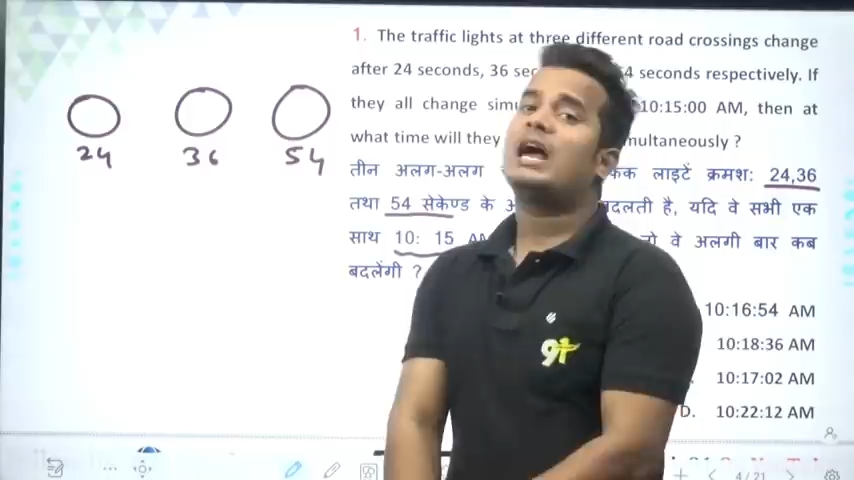 1. The traffic lights at three different road crossings change
after 24 seconds, 36 sec 4 seconds respectively. If
they all change simu 10:15:00 AM, then at
what time will they multaneously ?
तीन अलग-अलग लाइटें क्रमश: 24,36
तथा 54 सेकेण्ड के बदलती है, यदि वे सभी एक
साथ 10: 15 वे अलगी बार कब
बदलेंगी ?
24 36 54
10:16:54 AM
10:18:36 AM
10:17:02 AM
D. 10:22:12 AM
4/21